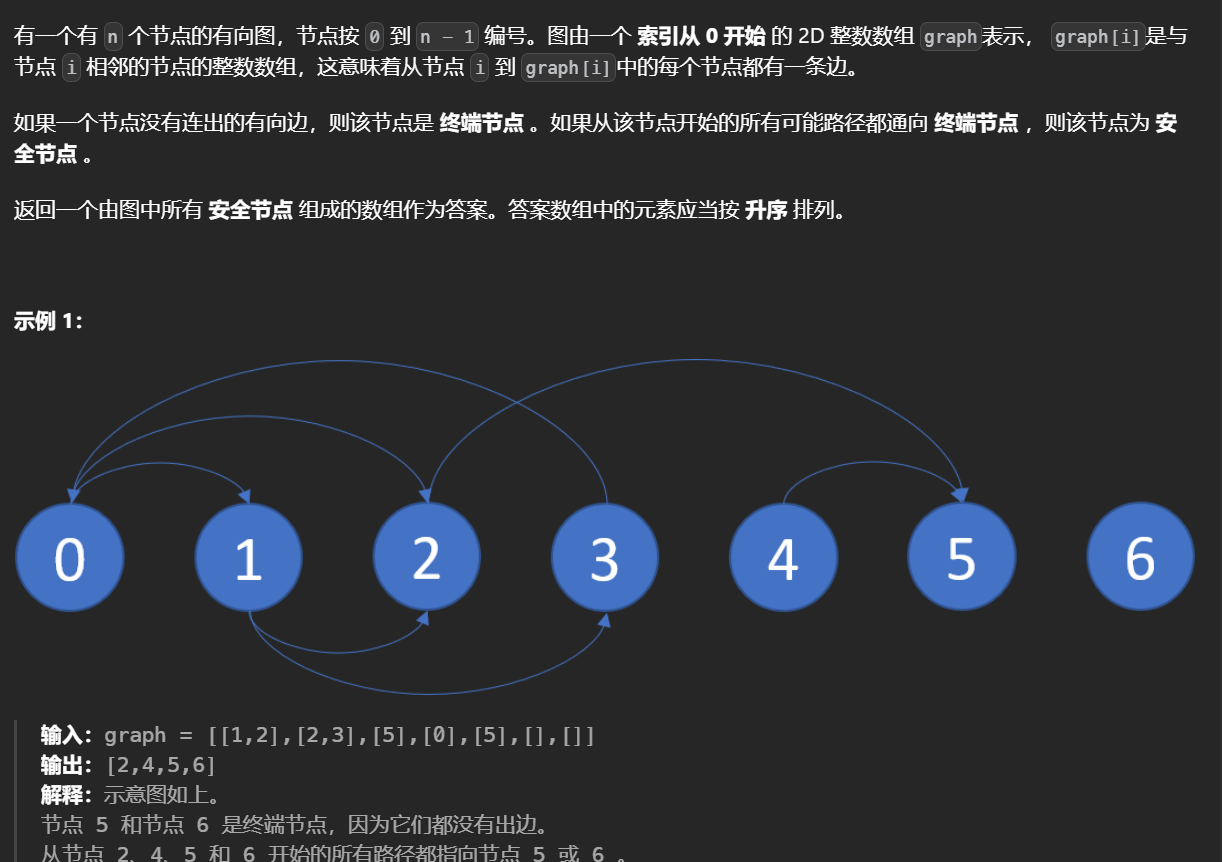 有一个有 n 个节点的有向图，节点按 0 到 n - 1 编号。图由一个 索引从 0 开始 的 2D 整数数组 graph表示， graph[i]是与
节点 i 相邻的节点的整数数组，这意味着从节点 i 到 graph[i]中的每个节点都有一条边。
如果一个节点没有连出的有向边，则该节点是 终端节点 。如果从该节点开始的所有可能路径都通向 终端节点 ，则该节点为 安
全节点 。
返回一个由图中所有 安全节点 组成的数组作为答案。答案数组中的元素应当按 升序 排列。
示例 1：
0 1 2 3 4 5 6
输入：graph = [[1,2],[2,3],[5],[0],[5],[],[]]
输出：[2,4,5,6]
解释：示意图如上。
节点 5 和节点 6 是终端节点，因为它们都没有出边。
从节点 2、4、5 和 6 开始的所有路径都指向节点 5 或 6 。